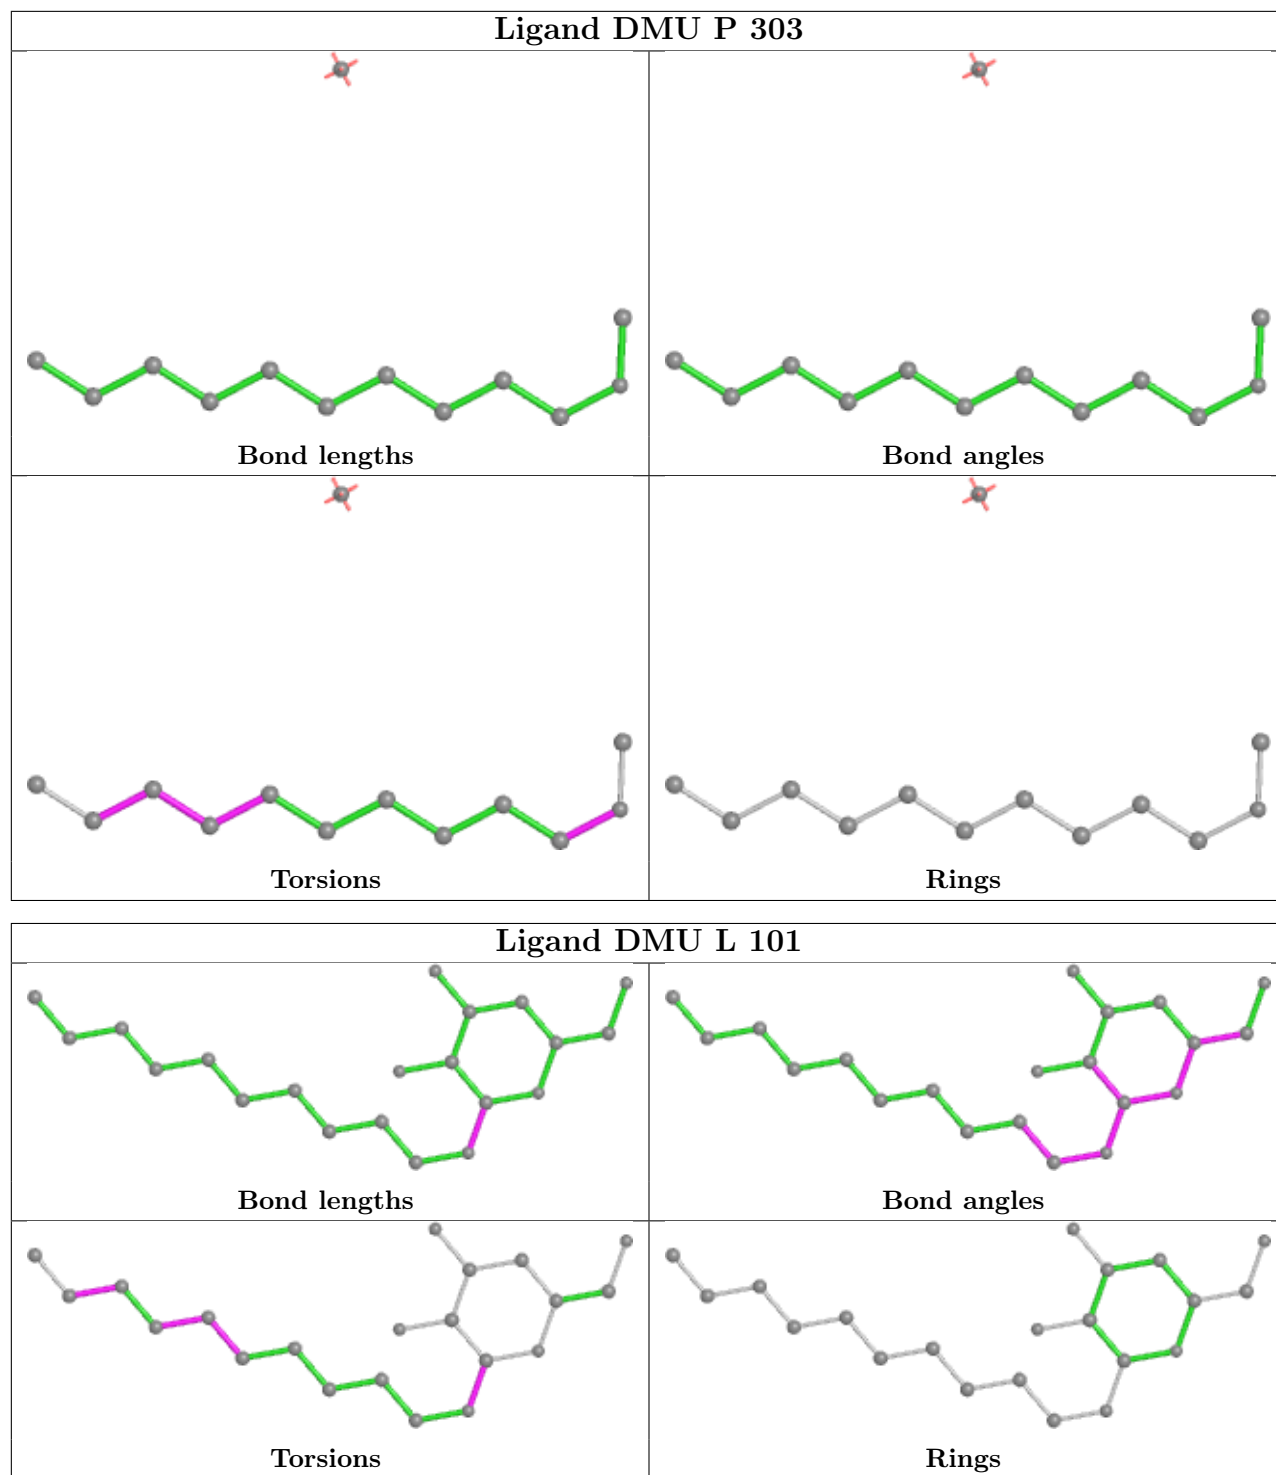 Ligand DMU P 303
Bond lengths
Bond angles
Torsions
Rings
Ligand DMU L 101
Bond lengths
Bond angles
Torsions
Rings